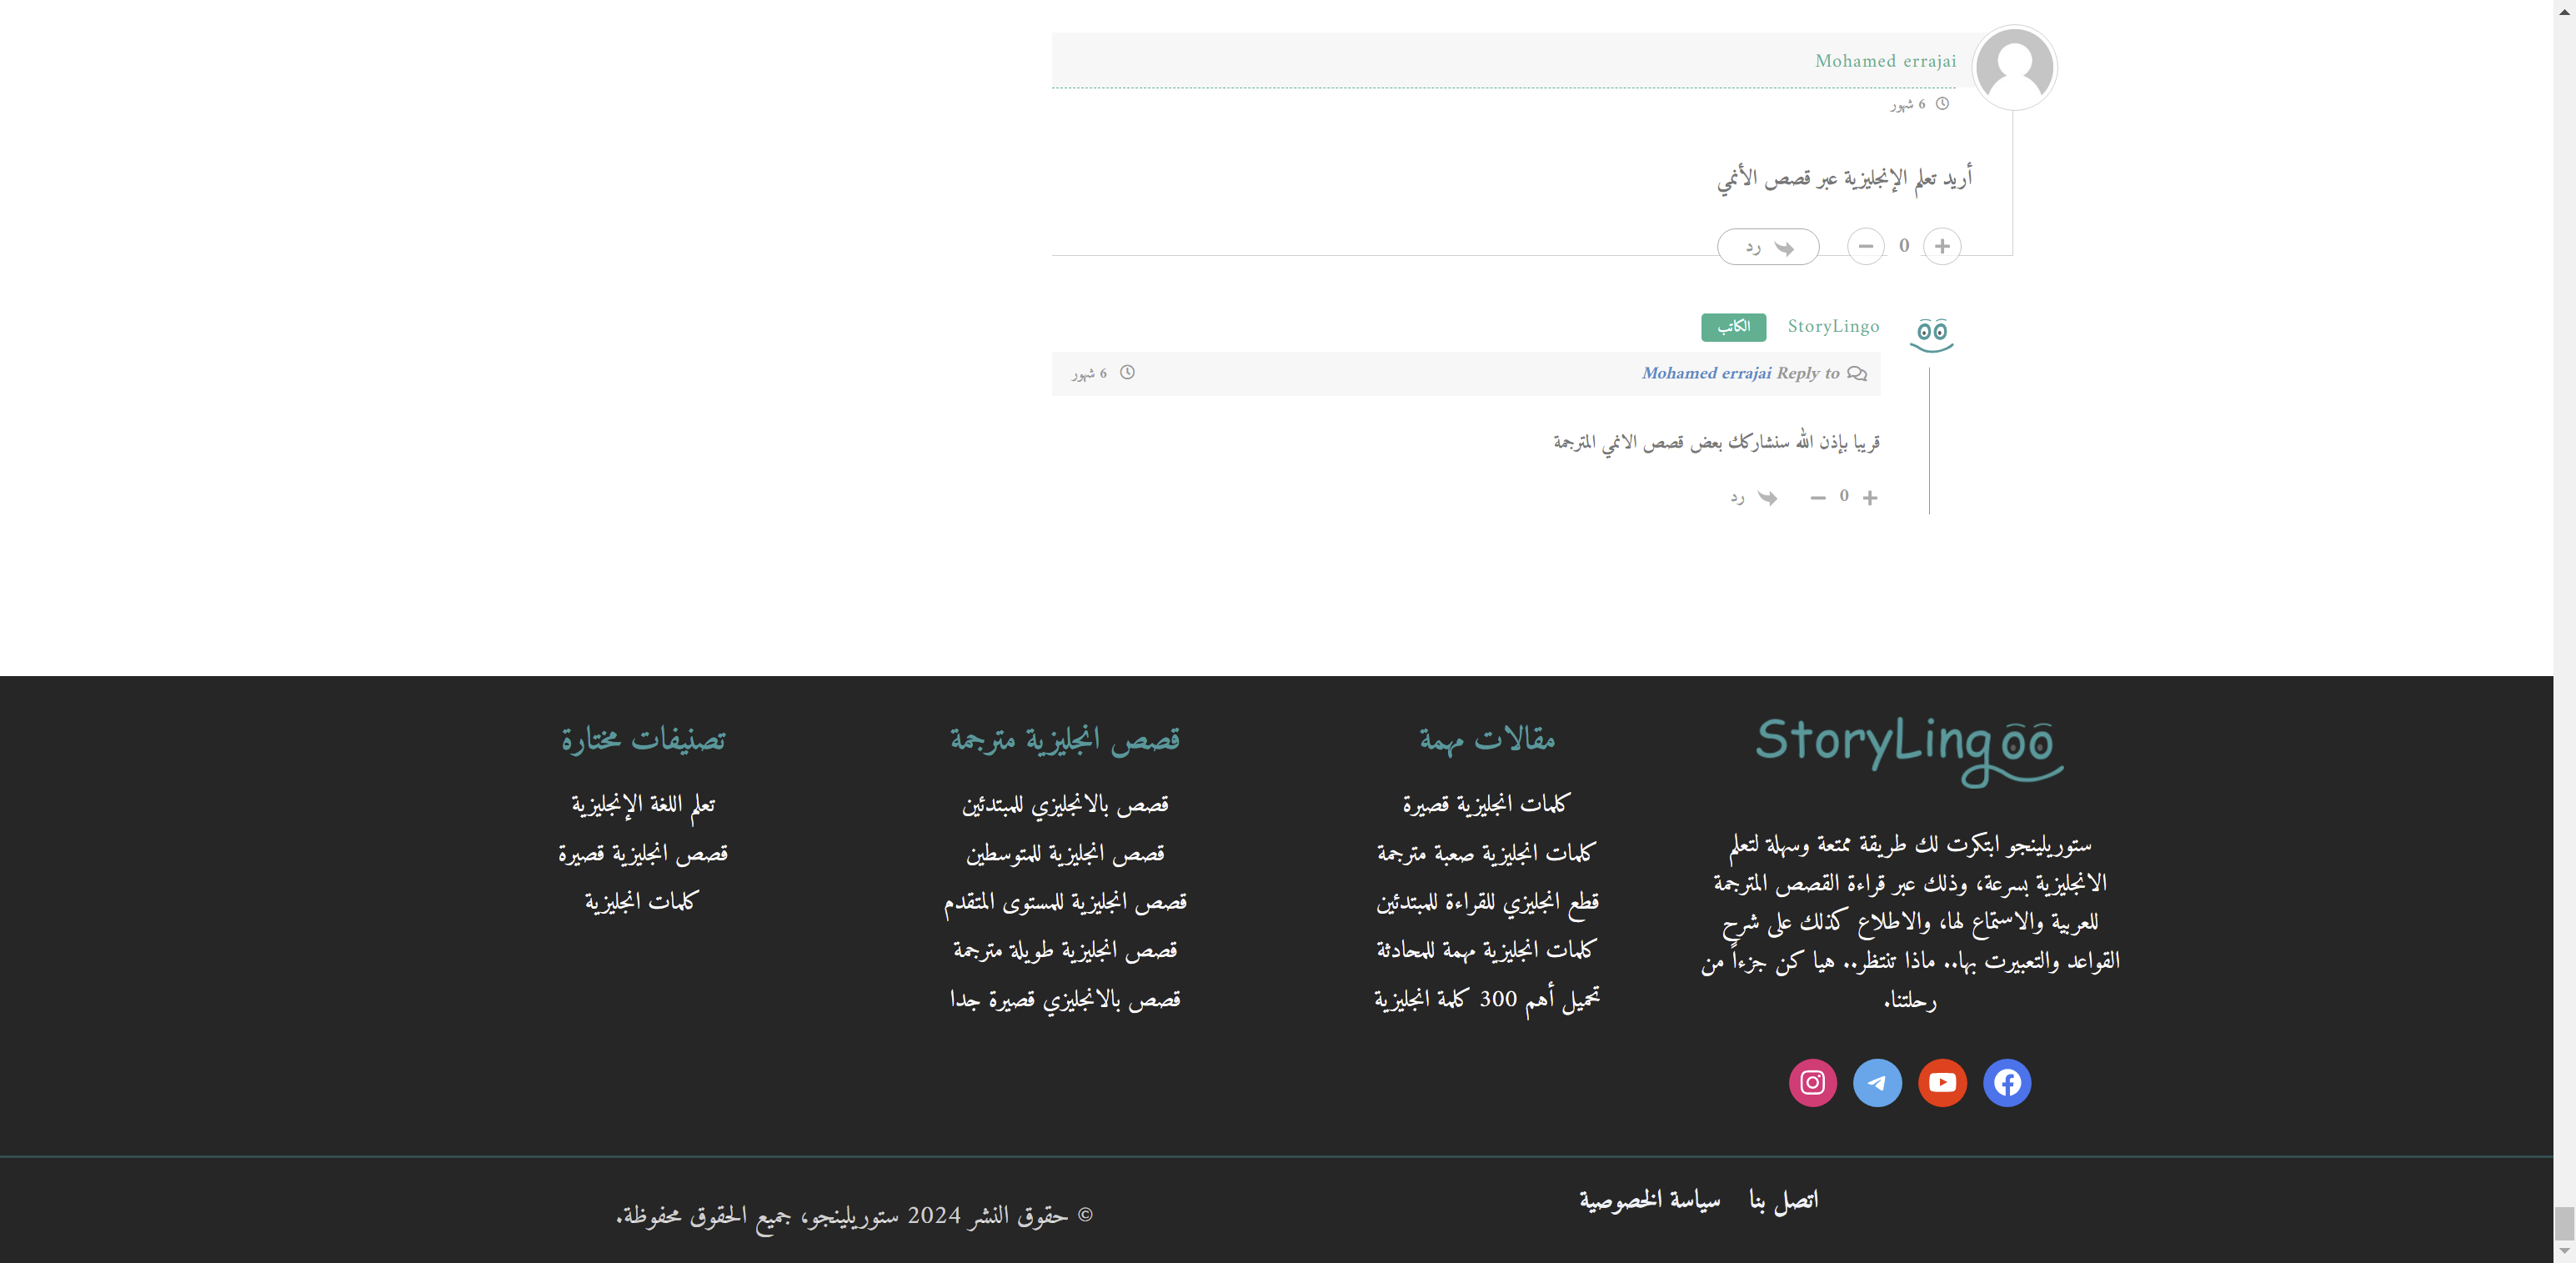 Mohamed errajai
6 شهور
أريد تعلم الإنجليزية عبر قصص الأنمي
0
رد
StoryLingo
الكاتب
Reply to Mohamed errajai
6 شهور
قريبا بإذن الله سنشاركك بعض قصص الانمي المترجمة
0
رد
StoryLingo
ستوريلينجو ابتكرت لك طريقة ممتعة وسهلة لتعلم
الانجليزية بسرعة، وذلك عبر قراءة القصص المترجمة
للعربية والاستماع لها، والاطلاع كذلك على شرح
القواعد والتعبيرت بها.. ماذا تنتظر.. هيا كن جزءاً من
رحلتنا.
مقالات مهمة
كلمات انجليزية قصيرة
كلمات انجليزية صعبة مترجمة
قطع انجليزي للقراءة للمبتدئين
كلمات انجليزية مهمة للمحادثة
تحميل أهم 300 كلمة انجليزية
قصص انجليزية مترجمة
قصص بالانجليزي للمبتدئين
قصص انجليزية للمتوسطين
قصص انجليزية للمستوى المتقدم
قصص انجليزية طويلة مترجمة
قصص بالانجليزي قصيرة جدا
تصنيفات مختارة
تعلم اللغة الإنجليزية
قصص انجليزية قصيرة
كلمات انجليزية
اتصل بنا
سياسة الخصوصية
© حقوق النشر 2024 ستوريلينجو، جميع الحقوق محفوظة.